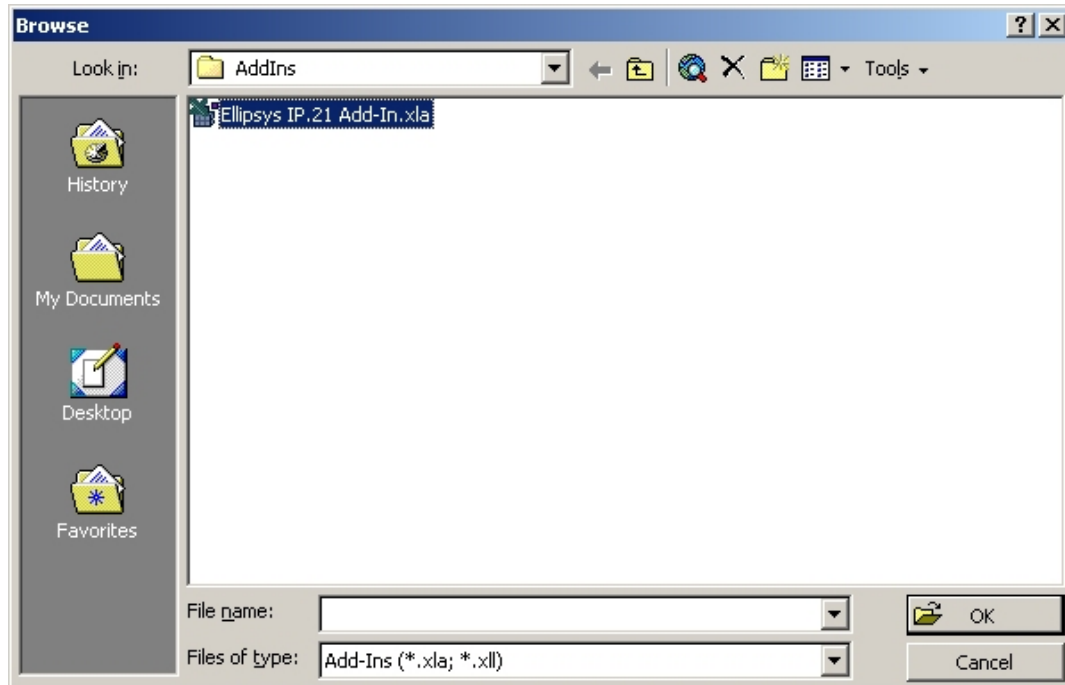 Browse
Look in:
AddIns
Tools
Ellipsys IP.21 Add-In.xla
History
My Documents
Desktop
Favorites
File name:
OK
Files of type:
Add-Ins (*.xla; *.xll)
Cancel